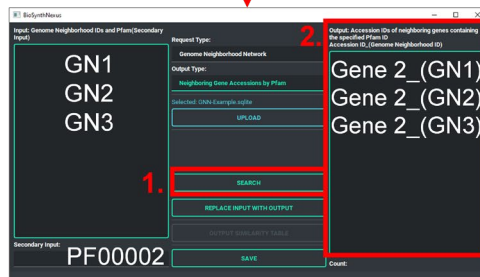 BioSynthNexus
Input: Genome Neighborhood IDs and Pfam(Secondary
Input)
GN1
GN2
GN3
Secondary Input:
PF00002
Request Type:
Genome Neighborhood Network
Output Type:
Neighboring Gene Accessions by Pfam
Selected: GNN-Example.sqlite
UPLOAD
1.
SEARCH
REPLACE INPUT WITH OUTPUT
OUTPUT SIMILARITY TABLE
SAVE
2.
Output: Accession IDs of neighboring genes containing
the specified Pfam ID
Accession ID_(Genome Neighborhood ID)
Gene 2_(GN1)
Gene 2_(GN2)
Gene 2_(GN3)
Count: